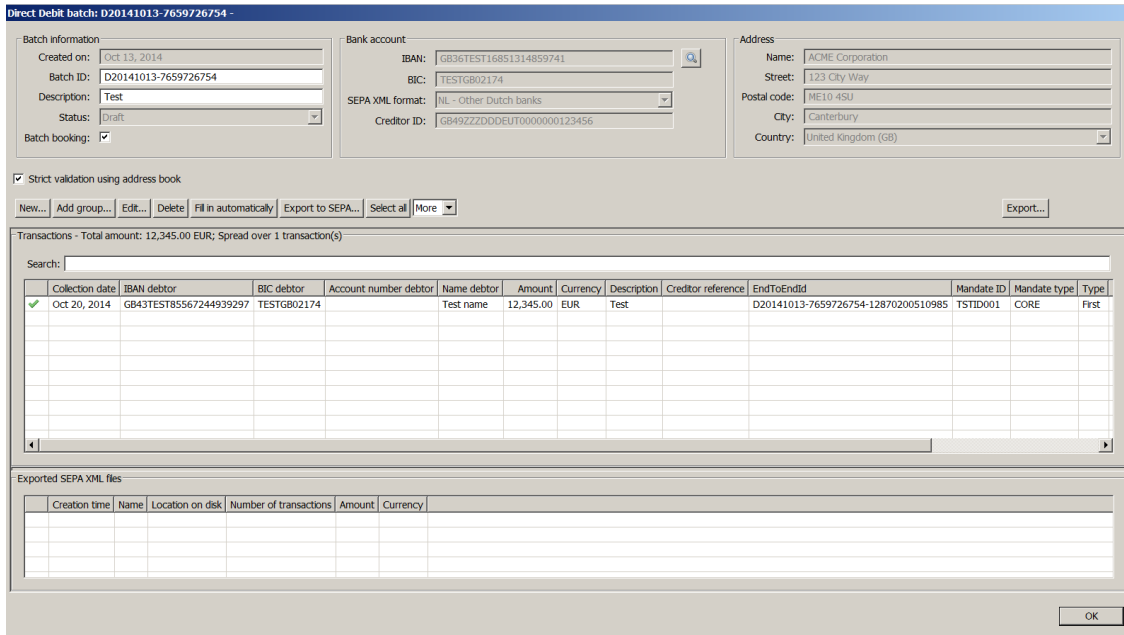 Direct Debit batch: D20141013-7659726754 -
Batch information
Created on: Oct 13, 2014
Batch ID: D20141013-7659726754
Description: Test
Status: Draft
Batch booking:
Bank account
IBAN: GB36TEST16851314859741
BIC: TESTGB02174
SEPA XML format: NL - Other Dutch banks
Creditor ID: GB49ZZZDDDEUT0000000123456
Address
Name: ACME Corporation
Street: 123 City Way
Postal code: ME10 4SU
City: Canterbury
Country: United Kingdom (GB)
Strict validation using address book
New... Add group... Edit... Delete Fill in automatically Export to SEPA... Select all More Export...
Transactions - Total amount: 12,345.00 EUR; Spread over 1 transaction(s)
Search:
Collection date IBAN debtor BIC debtor Account number debtor Name debtor Amount Currency Description Creditor reference EndToEndId Mandate ID Mandate type Type
Oct 20, 2014 GB43TEST85567244939297 TESTGB02174 Test name 12,345.00 EUR Test D20141013-7659726754-12870200510985 TSTID001 CORE First
Exported SEPA XML files
Creation time Name Location on disk Number of transactions Amount Currency
OK